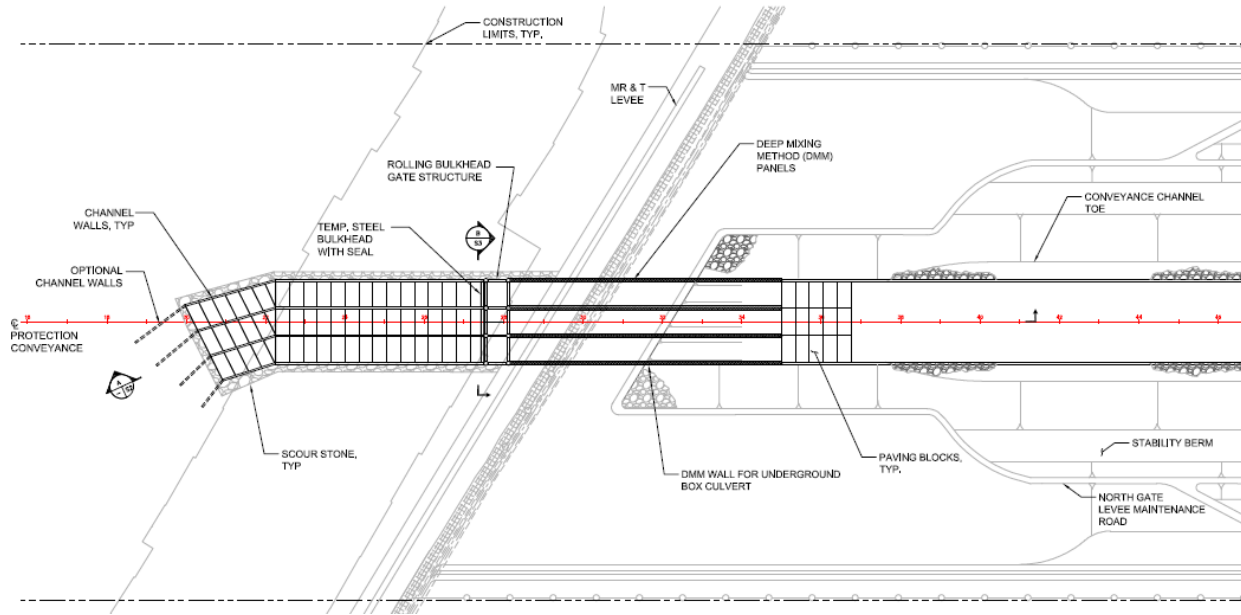 CONSTRUCTION
LIMITS, TYP.
MR & T
LEVEE
ROLLING BULKHEAD
GATE STRUCTURE
DEEP MIXING
METHOD (DMM)
PANELS
CHANNEL
WALLS, TYP
TEMP. STEEL
BULKHEAD
WITH SEAL
B
S3
CONVEYANCE CHANNEL
TOE
OPTIONAL
CHANNEL WALLS
PROTECTION
CONVEYANCE
A
SCOUR STONE,
TYP
DMM WALL FOR UNDERGROUND
BOX CULVERT
PAVING BLOCKS,
TYP.
STABILITY BERM
NORTH GATE
LEVEE MAINTENANCE
ROAD